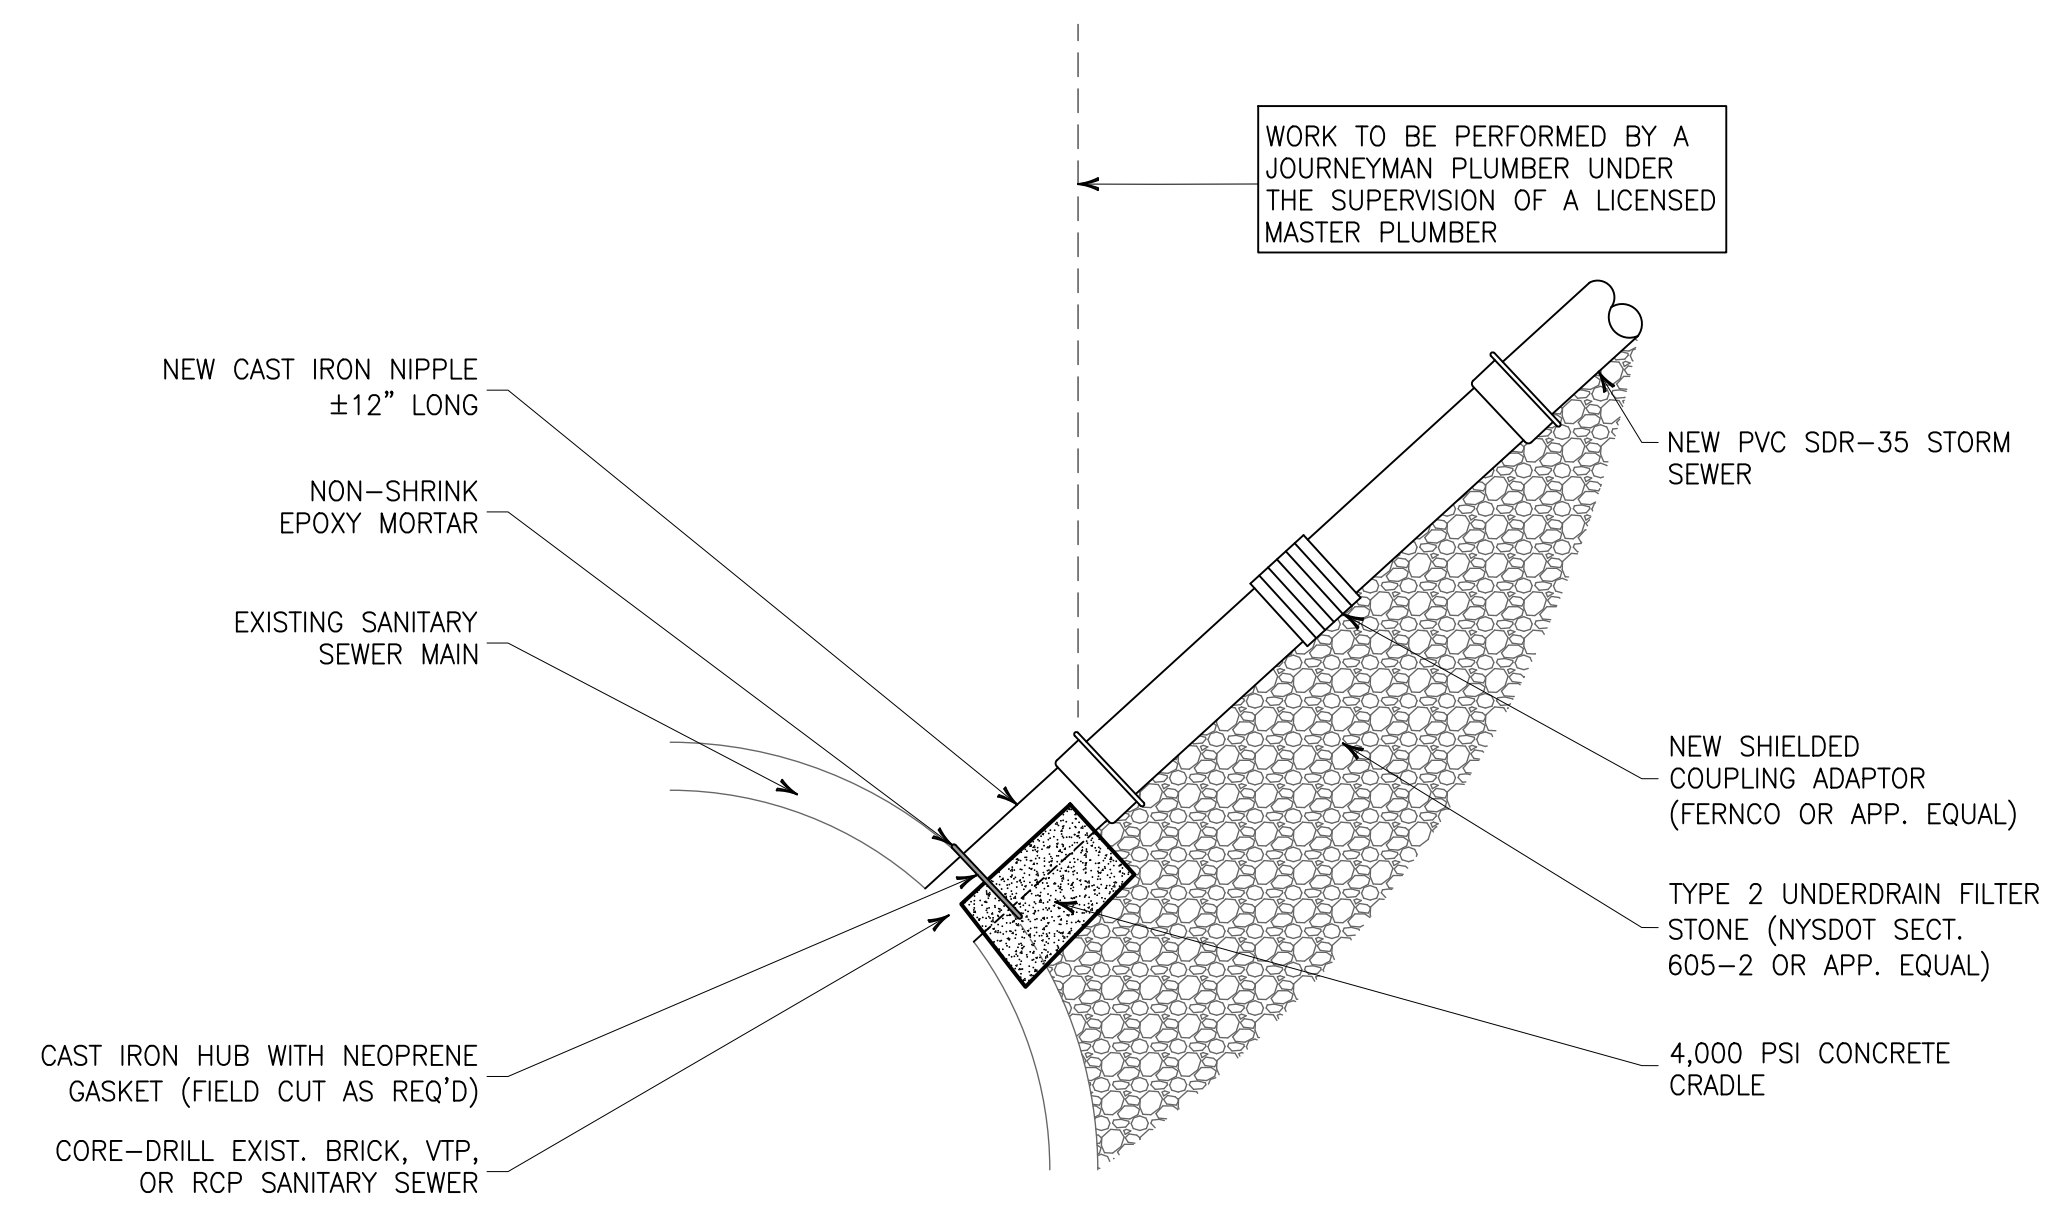 WORK TO BE PERFORMED BY A
JOURNEYMAN PLUMBER UNDER
THE SUPERVISION OF A LICENSED
MASTER PLUMBER
NEW CAST IRON NIPPLE
±12” LONG
NON-SHRINK
EPOXY MORTAR
EXISTING SANITARY
SEWER MAIN
CAST IRON HUB WITH NEOPRENE
GASKET (FIELD CUT AS REQ’D)
CORE-DRILL EXIST. BRICK, VTP,
OR RCP SANITARY SEWER
NEW PVC SDR-35 STORM
SEWER
NEW SHIELDED
COUPLING ADAPTOR
(FERNCO OR APP. EQUAL)
TYPE 2 UNDERDRAIN FILTER
STONE (NYSDOT SECT.
605-2 OR APP. EQUAL)
4,000 PSI CONCRETE
CRADLE